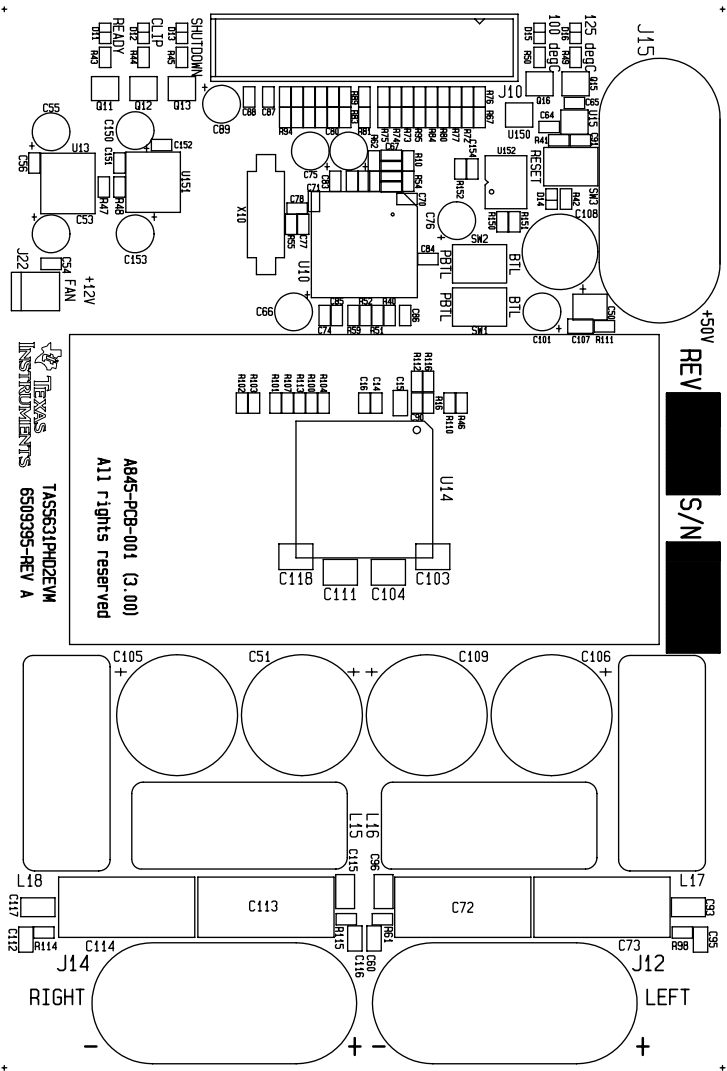 D11
READY
R43
D12
CLIP
R44
D13
SHUTDOWN
R45
D15
100 degC
R50
D16
125 degC
R49
J15
J10
Q11
Q12
Q13
C89
C88
C87
R89
R83
R94
C80
R81
R75
R74
R73
R95
R84
R80
R77
R72
R76
R67
Q16
Q15
C65
U150
C64
U15
R41
C91
C55
C150
C56
U13
C151
C152
U151
R47
R48
C53
C153
C75
C83
R62
C67
R10
R54
C154
R152
U152
RESET
SW3
D14
R42
C108
X10
C71
C70
C78
R55
C77
U10
C76
R150
R151
C84
SW2
PBTL
BTL
J22
C54
+12V
FAN
C66
C74
C85
R59
R52
R51
R40
C86
PBTL
BTL
SW1
C101
C50
C107
R111
+50V
REV
S/N
TEXAS
INSTRUMENTS
TAS5631PHD2EVM
6509395-REV A
A845-PCB-001 (3.00)
All rights reserved
R102
R103
R101
R107
R113
R100
R104
C16
C14
C15
R112
R116
R16
C90
R110
R46
U14
C118
C111
C104
C103
C105
C51
C109
C106
L15
L16
L18
L17
C117
C115
C96
C93
C113
C72
C112
R114
C114
R115
C116
C60
R61
C73
R98
C95
J14
J12
RIGHT
LEFT
- + - +